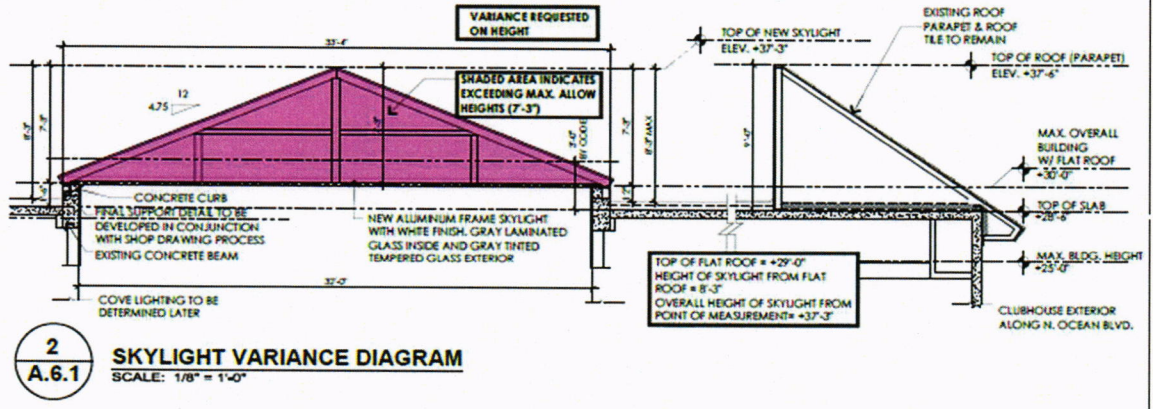 VARIANCE REQUESTED
ON HEIGHT
EXISTING ROOF
PARAPET & ROOF
TILE TO REMAIN
33'-4"
TOP OF NEW SKYLIGHT
ELEV. +37'-3"
TOP OF ROOF (PARAPET)
ELEV. +37'-6"
SHADED AREA INDICATES
EXCEEDING MAX. ALLOW
HEIGHTS (7'-3")
12
4.75
8'-3"
7'-3"
3'-0"
BY CODE
7'-3"
8'-3" MAX
9'-0"
MAX. OVERALL
BUILDING
W/ FLAT ROOF
+30'-0"
TOP OF SLAB
+28'-6"
MAX. BLDG. HEIGHT
+25'-0"
CONCRETE CURB
FINAL SUPPORT DETAIL TO BE
DEVELOPED IN CONJUNCTION
WITH SHOP DRAWING PROCESS
EXISTING CONCRETE BEAM
NEW ALUMINUM FRAME SKYLIGHT
WITH WHITE FINISH. GRAY LAMINATED
GLASS INSIDE AND GRAY TINTED
TEMPERED GLASS EXTERIOR
TOP OF FLAT ROOF = +29'-0"
HEIGHT OF SKYLIGHT FROM FLAT
ROOF = 8'-3"
OVERALL HEIGHT OF SKYLIGHT FROM
POINT OF MEASUREMENT= +37'-3"
32'-0"
COVE LIGHTING TO BE
DETERMINED LATER
CLUBHOUSE EXTERIOR
ALONG N. OCEAN BLVD.
2
A.6.1
SKYLIGHT VARIANCE DIAGRAM
SCALE: 1/8" = 1'-0"